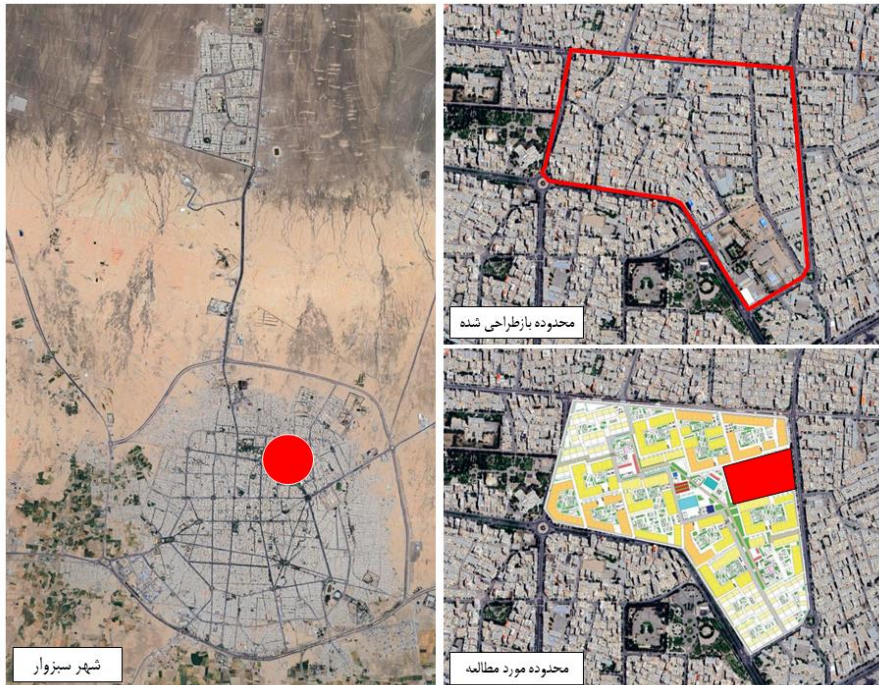 محدوده بازطراحی شده
شهر سبزوار
محدوده مورد مطالعه